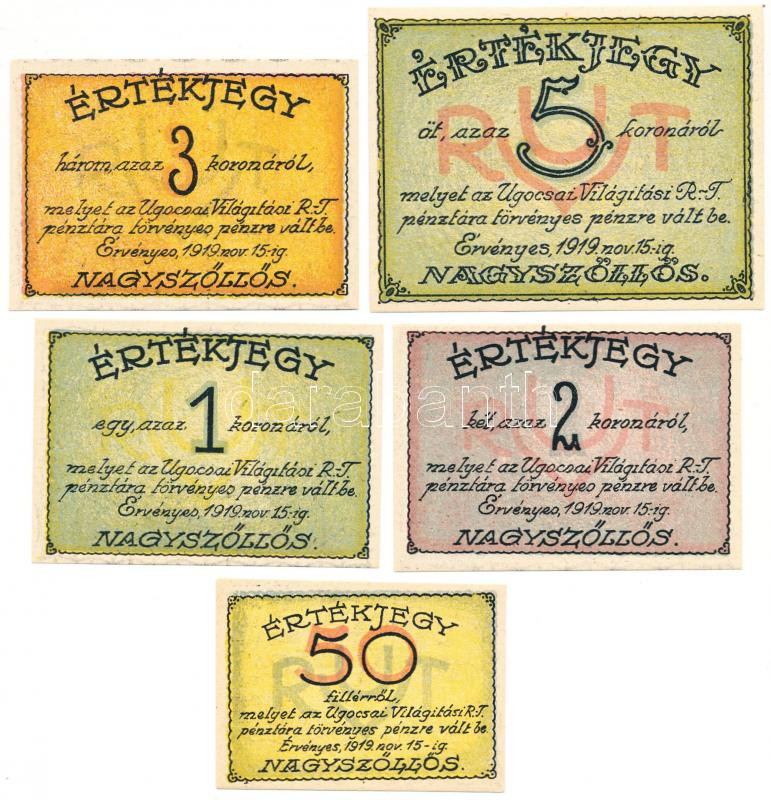 ÉRTÉKJEGY
három, azaz 3 koronáról,
melyet az Ugocsai Világítási R.-T.
pénztára törvényes pénzre vált be.
Érvényes, 1919. nov. 15-ig.
NAGYSZŐLLŐS.
ÉRTÉKJEGY
öt, azaz 5 koronáról
melyet az Ugocsai Világítási R.-T.
pénztára törvényes pénzre vált be.
Érvényes, 1919. nov. 15-ig.
NAGYSZŐLLŐS.
RUT
ÉRTÉKJEGY
egy, azaz 1 koronáról,
melyet az Ugocsai Világítási R.-T.
pénztára törvényes pénzre vált be.
Érvényes, 1919. nov. 15-ig.
NAGYSZŐLLŐS.
ÉRTÉKJEGY
két, azaz 2 koronáról,
melyet az Ugocsai Világítási R.-T.
pénztára törvényes pénzre vált be.
Érvényes, 1919. nov. 15-ig.
NAGYSZŐLLŐS.
RUT
ÉRTÉKJEGY
50
fillérről,
melyet az Ugocsai Világítási R.T.
pénztára törvényes pénzre vált be.
Érvényes, 1919. nov. 15-ig.
NAGYSZŐLLŐS.
RUT
darabanth